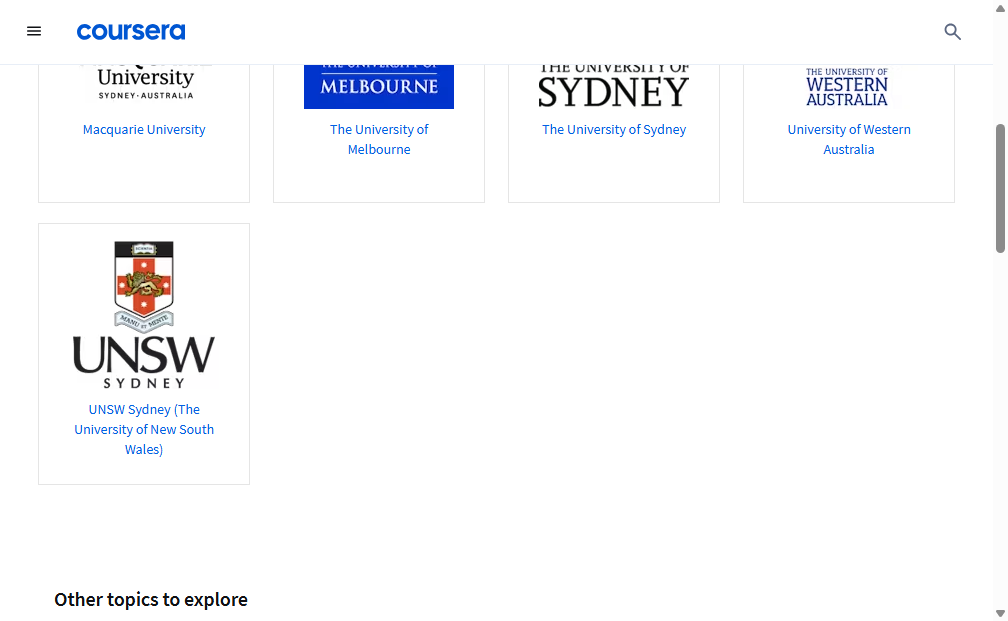 coursera
University
SYDNEY·AUSTRALIA
MELBOURNE
THE UNIVERSITY OF
SYDNEY
THE UNIVERSITY OF
WESTERN
AUSTRALIA
Macquarie University
The University of
Melbourne
The University of Sydney
University of Western
Australia
SCIENTIA
MANU ET MENTE
UNSW
SYDNEY
UNSW Sydney (The
University of New South
Wales)
Other topics to explore